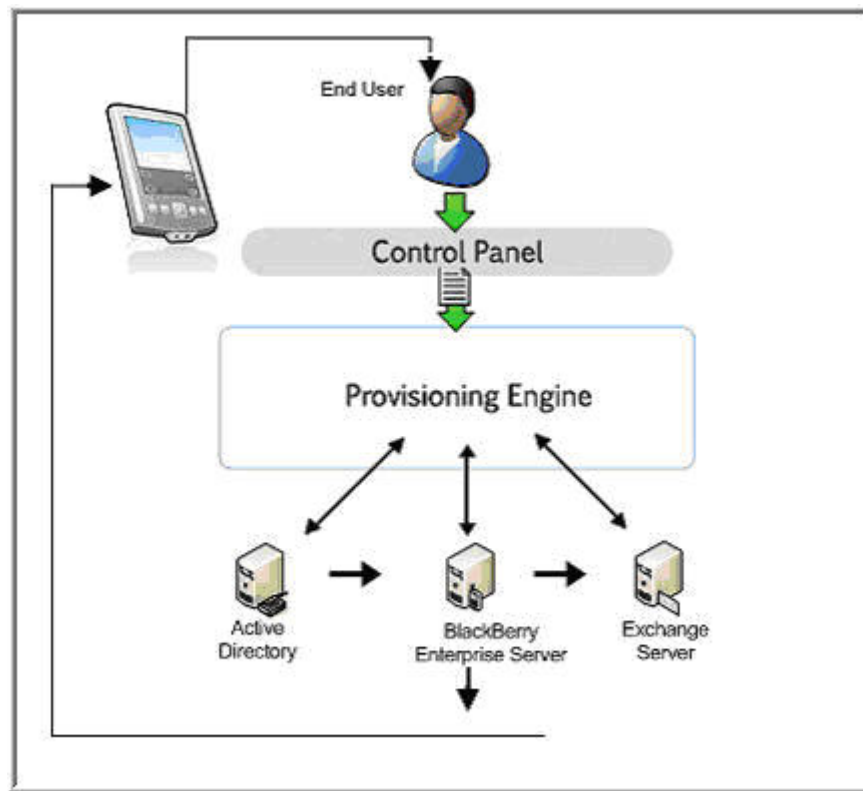 End User
Control Panel
Provisioning Engine
Active
Directory
BlackBerry
Enterprise Server
Exchange
Server